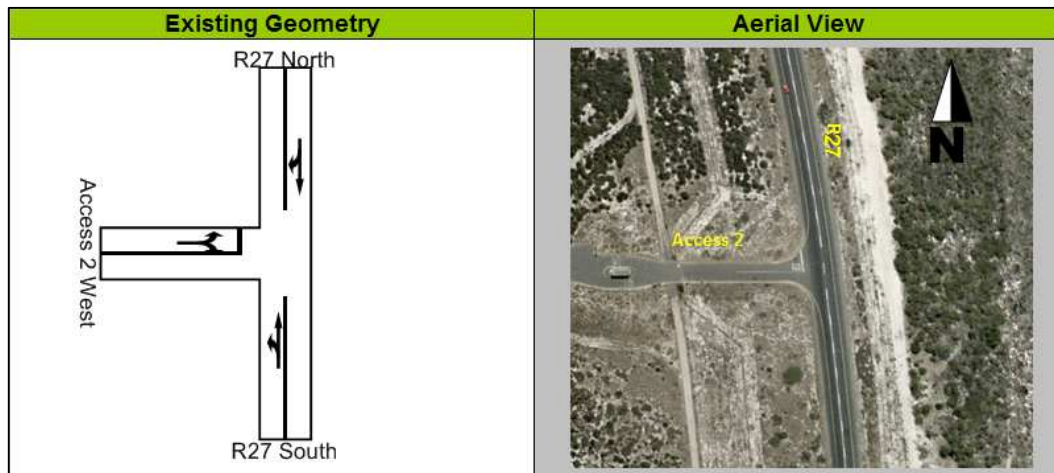 Existing Geometry
Aerial View
R27 North
Access 2 West
R27 South
R27
Access 2
N